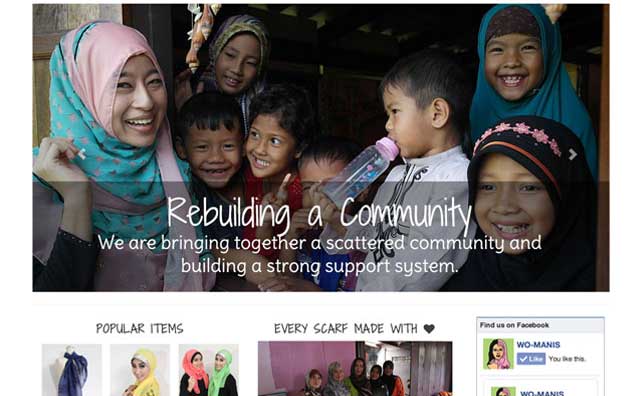 Rebuilding a Community
We are bringing together a scattered community and
building a strong support system.
POPULAR ITEMS
EVERY SCARF MADE WITH ♥
Find us on Facebook
WO-MANIS
Like You like this.
WO-MANIS